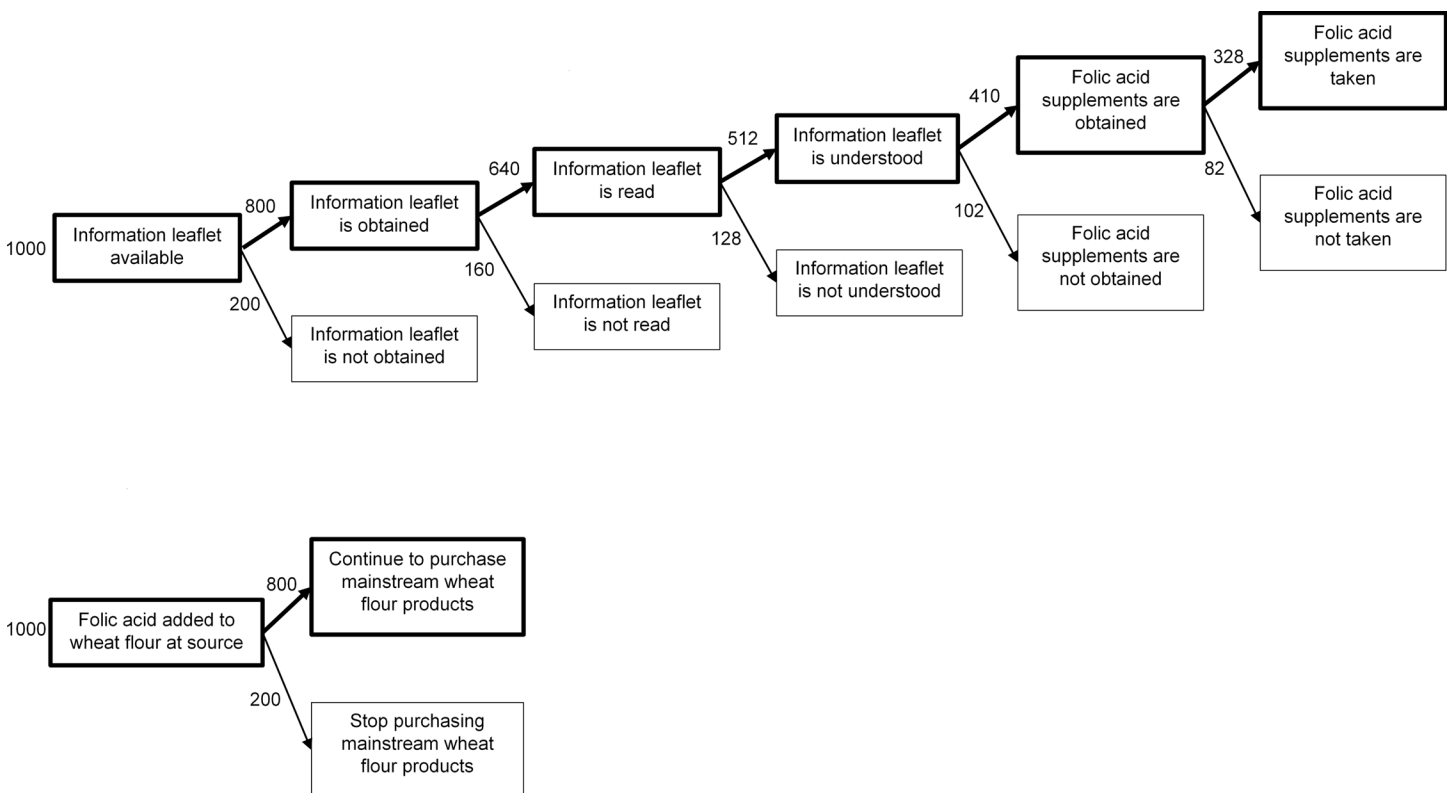 1000
Information leaflet
available
800
200
Information leaflet
is obtained
Information leaflet
is not obtained
640
160
Information leaflet
is read
Information leaflet
is not read
512
128
Information leaflet
is understood
Information leaflet
is not understood
410
102
Folic acid
supplements are
obtained
Folic acid
supplements are
not obtained
328
82
Folic acid
supplements are
taken
Folic acid
supplements are
not taken
1000
Folic acid added to
wheat flour at source
800
200
Continue to purchase
mainstream wheat
flour products
Stop purchasing
mainstream wheat
flour products